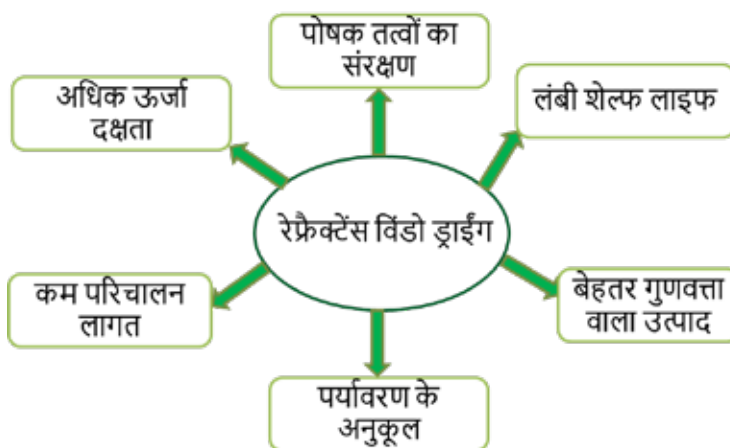 पोषक तत्वों का
संरक्षण
अधिक ऊर्जा
दक्षता
लंबी शेल्फ लाइफ
रेफ्रैक्टेंस विंडो ड्राईंग
कम परिचालन
लागत
बेहतर गुणवत्ता
वाला उत्पाद
पर्यावरण के
अनुकूल